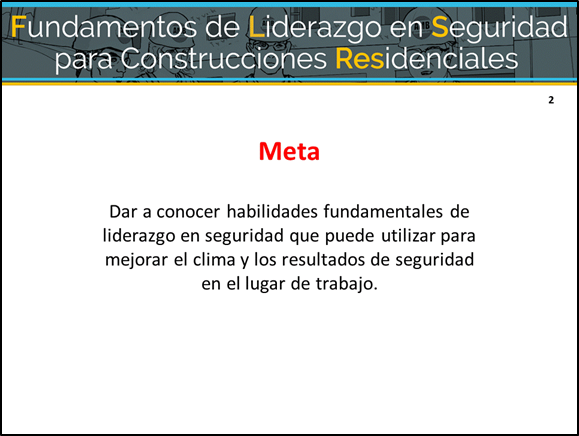 Fundamentos de Liderazgo en Seguridad
para Construcciones Residenciales
2
Meta
Dar a conocer habilidades fundamentales de
liderazgo en seguridad que puede utilizar para
mejorar el clima y los resultados de seguridad
en el lugar de trabajo.